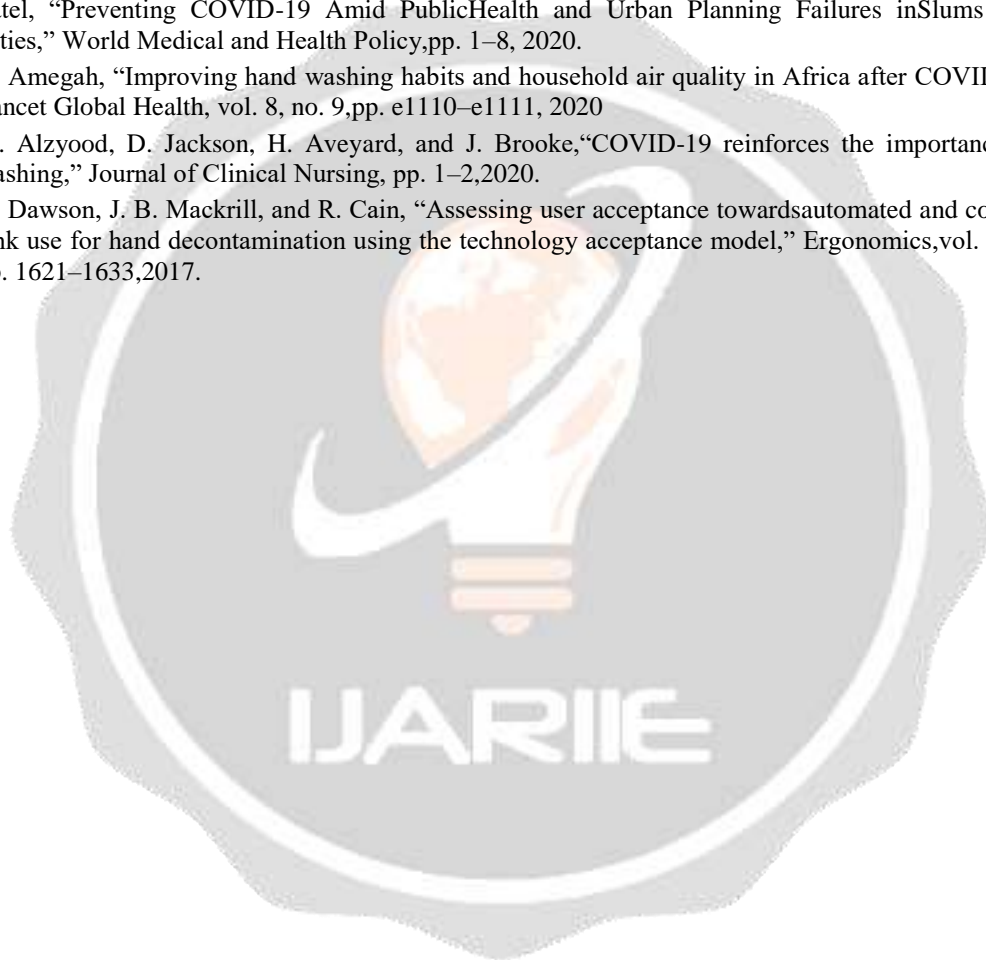 tel, “Preventing COVID-19 Amid PublicHealth and Urban Planning Failures inSlums
ties,” World Medical and Health Policy,pp. 1–8, 2020.
Amegah, “Improving hand washing habits and household air quality in Africa after COVI
ncet Global Health, vol. 8, no. 9,pp. e1110–e1111, 2020
. Alzyood, D. Jackson, H. Aveyard, and J. Brooke,“COVID-19 reinforces the importan
ashing,” Journal of Clinical Nursing, pp. 1–2,2020.
Dawson, J. B. Mackrill, and R. Cain, “Assessing user acceptance towardsautomated and co
nk use for hand decontamination using the technology acceptance model,” Ergonomics,vol.
. 1621–1633,2017.
IJARIIE